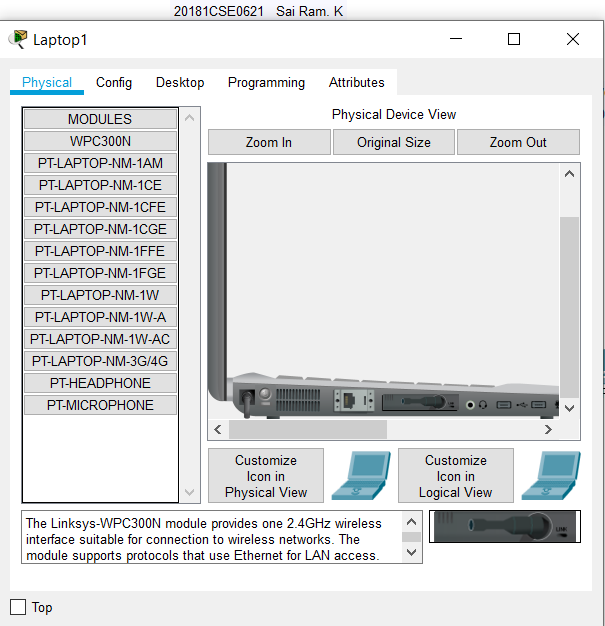 20181CSE0621 Sai Ram. K
Laptop1
Physical Config Desktop Programming Attributes
MODULES
WPC300N
PT-LAPTOP-NM-1AM
PT-LAPTOP-NM-1CE
PT-LAPTOP-NM-1CFE
PT-LAPTOP-NM-1CGE
PT-LAPTOP-NM-1FFE
PT-LAPTOP-NM-1FGE
PT-LAPTOP-NM-1W
PT-LAPTOP-NM-1W-A
PT-LAPTOP-NM-1W-AC
PT-LAPTOP-NM-3G/4G
PT-HEADPHONE
PT-MICROPHONE
Physical Device View
Zoom In Original Size Zoom Out
Customize
Icon in
Physical View
Customize
Icon in
Logical View
The Linksys-WPC300N module provides one 2.4GHz wireless
interface suitable for connection to wireless networks. The
module supports protocols that use Ethernet for LAN access.
LINK
Top